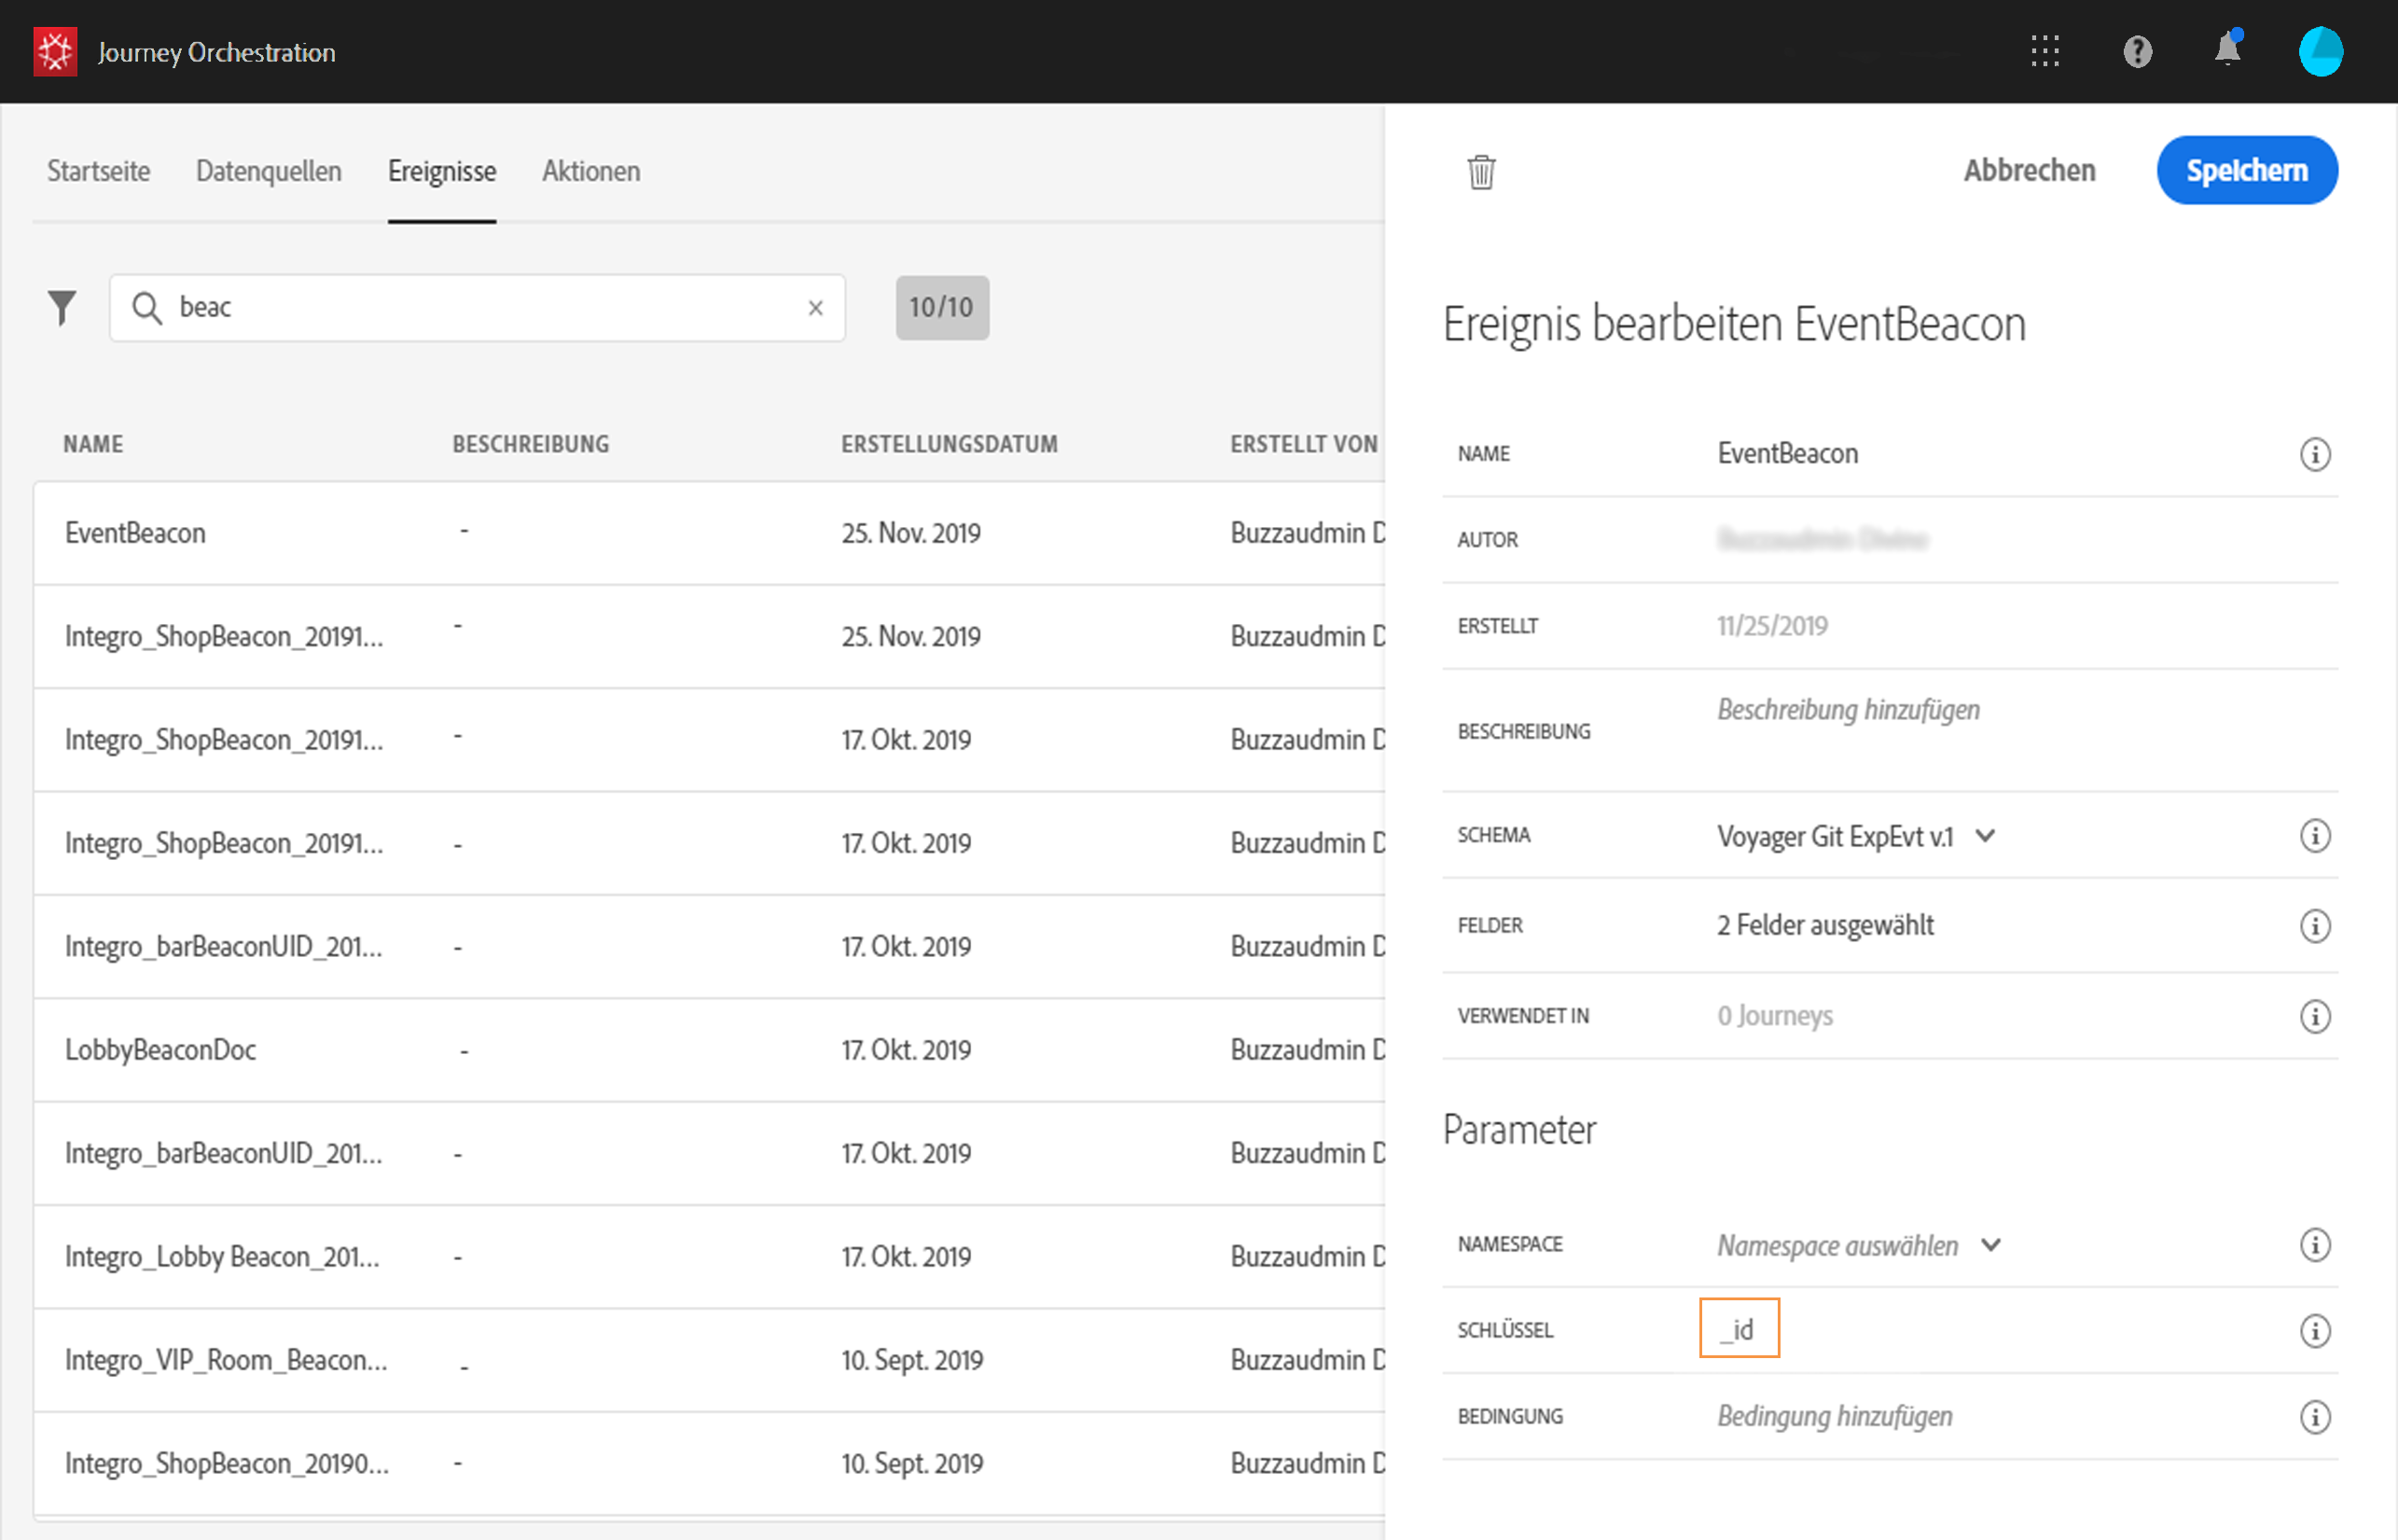 Journey Orchestration
Startseite Datenquellen Ereignisse Aktionen
beac × 10/10
NAME BESCHREIBUNG ERSTELLUNGSDATUM ERSTELLT VON
EventBeacon - 25. Nov. 2019 Buzzaudmin D
Integro_ShopBeacon_20191... - 25. Nov. 2019 Buzzaudmin D
Integro_ShopBeacon_20191... - 17. Okt. 2019 Buzzaudmin D
Integro_ShopBeacon_20191... - 17. Okt. 2019 Buzzaudmin D
Integro_barBeaconUID_201... - 17. Okt. 2019 Buzzaudmin D
LobbyBeaconDoc - 17. Okt. 2019 Buzzaudmin D
Integro_barBeaconUID_201... - 17. Okt. 2019 Buzzaudmin D
Integro_Lobby Beacon_201... - 17. Okt. 2019 Buzzaudmin D
Integro_VIP_Room_Beacon... - 10. Sept. 2019 Buzzaudmin D
Integro_ShopBeacon_20190... - 10. Sept. 2019 Buzzaudmin D
Abbrechen Speichern
Ereignis bearbeiten EventBeacon
NAME EventBeacon
AUTOR
ERSTELLT 11/25/2019
BESCHREIBUNG Beschreibung hinzufügen
SCHEMA Voyager Git ExpEvt v.1
FELDER 2 Felder ausgewählt
VERWENDET IN 0 Journeys
Parameter
NAMESPACE Namespace auswählen
SCHLÜSSEL _id
BEDINGUNG Bedingung hinzufügen